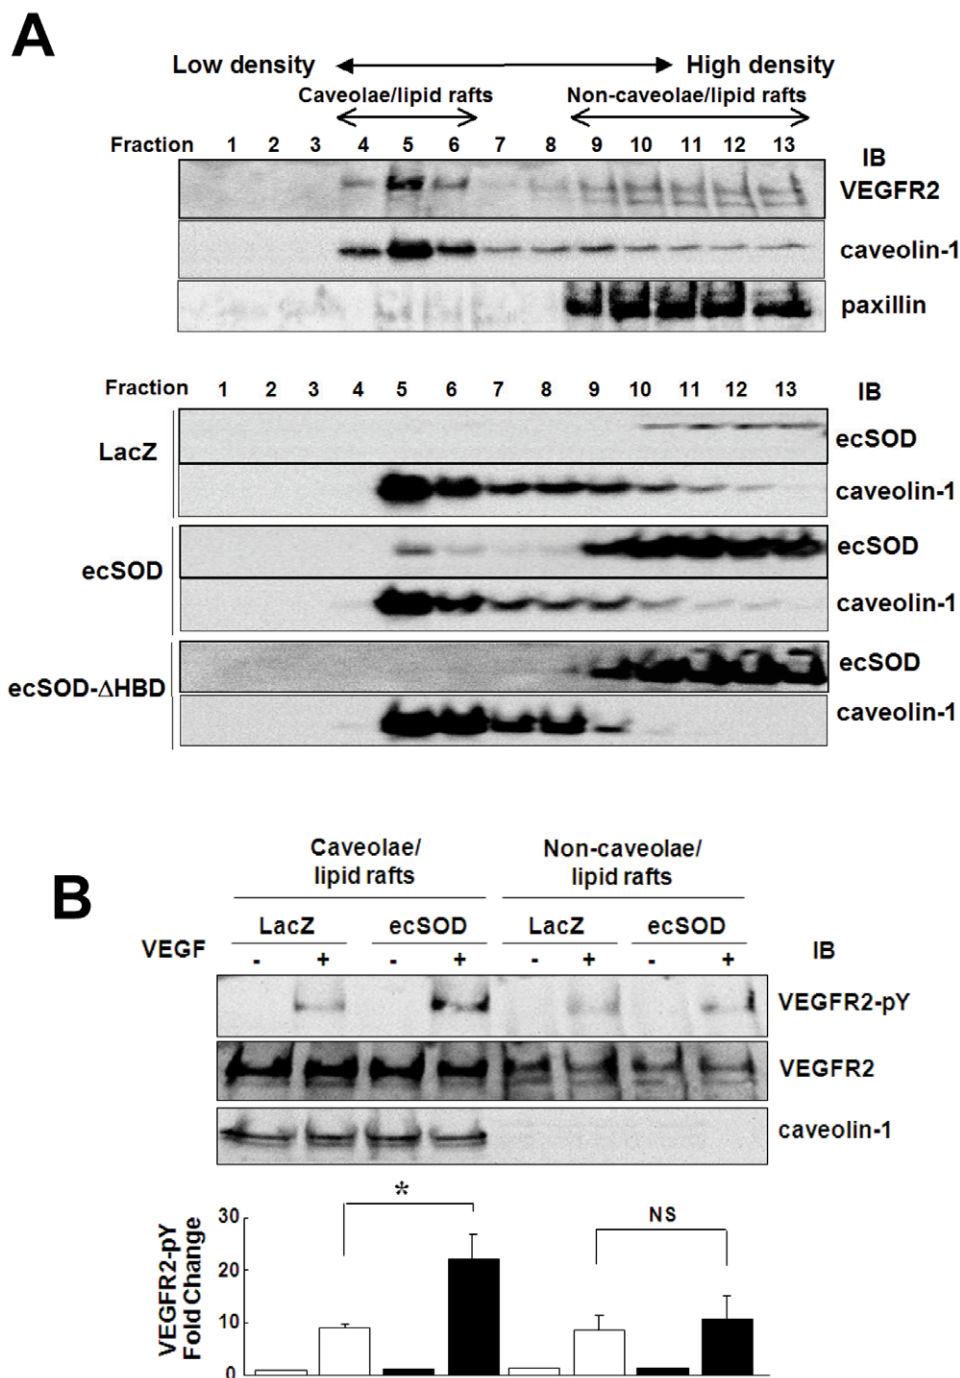 A
Low density High density
Caveolae/lipid rafts Non-caveolae/lipid rafts
Fraction 1 2 3 4 5 6 7 8 9 10 11 12 13 IB
VEGFR2
caveolin-1
paxillin
Fraction 1 2 3 4 5 6 7 8 9 10 11 12 13 IB
LacZ
ecSOD
caveolin-1
ecSOD
ecSOD
caveolin-1
ecSOD-ΔHBD
ecSOD
caveolin-1
B
Caveolae/ Non-caveolae/
lipid rafts lipid rafts
LacZ ecSOD LacZ ecSOD
VEGF - + - + - + - + IB
VEGFR2-pY
VEGFR2
caveolin-1
VEGFR2-pY
Fold Change
30
20
10
0
* NS